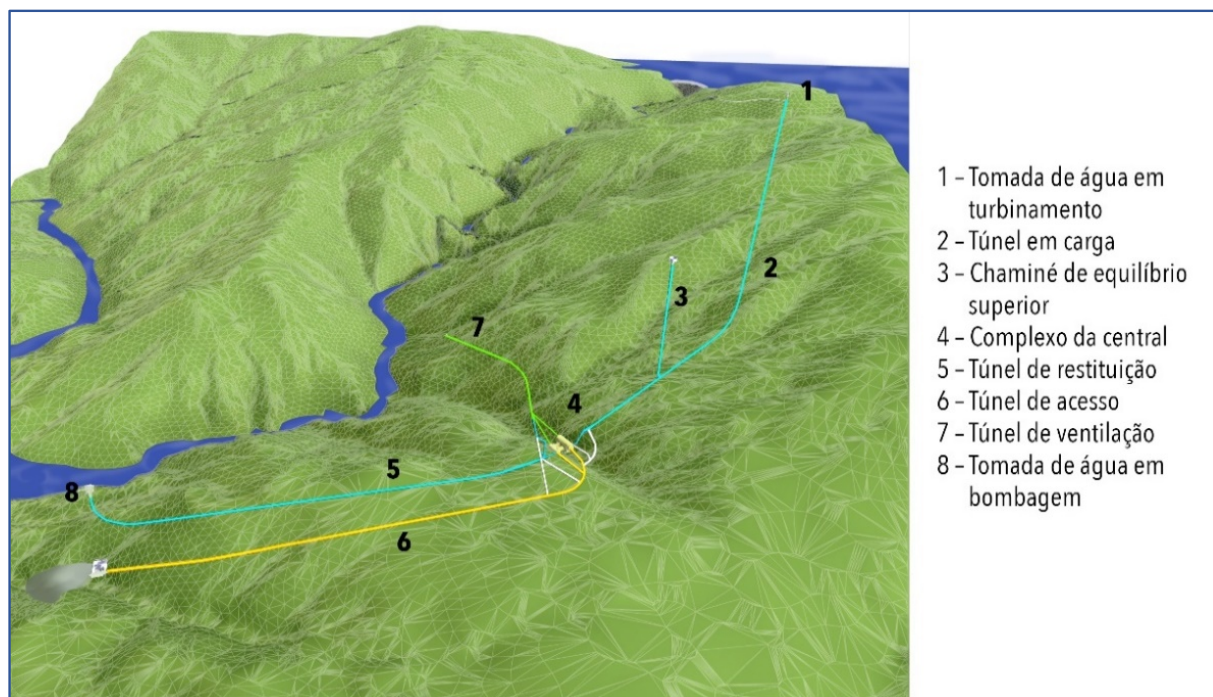 1
2
3
7
4
5
8
6
1 – Tomada de água em
turbinamento
2 – Túnel em carga
3 – Chaminé de equilíbrio
superior
4 – Complexo da central
5 – Túnel de restituição
6 – Túnel de acesso
7 – Túnel de ventilação
8 – Tomada de água em
bombagem